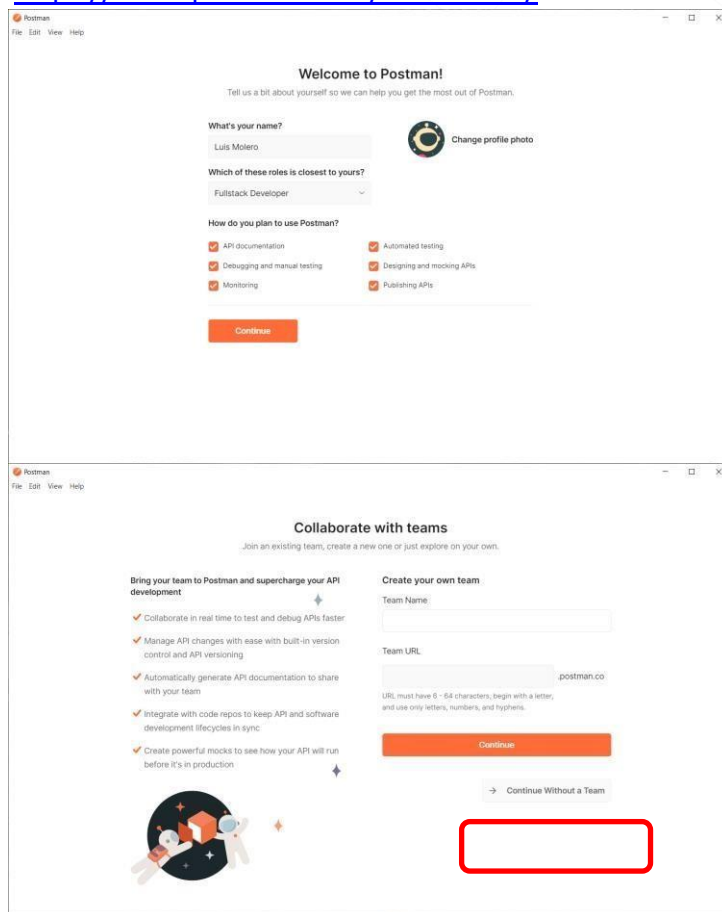 Postman
File Edit View Help
Welcome to Postman!
Tell us a bit about yourself so we can help you get the most out of Postman.
What's your name?
Luis Molero
Change profile photo
Which of these roles is closest to yours?
Fullstack Developer
How do you plan to use Postman?
API documentation
Automated testing
Debugging and manual testing
Designing and mocking APIs
Monitoring
Publishing APIs
Continue
Postman
File Edit View Help
Collaborate with teams
Join an existing team, create a new one or just explore on your own.
Bring your team to Postman and supercharge your API
development
Collaborate in real time to test and debug APIs faster
Manage API changes with ease with built-in version
control and API versioning
Automatically generate API documentation to share
with your team
Integrate with code repos to keep API and software
development lifecycles in sync
Create powerful mocks to see how your API will run
before it's in production
Create your own team
Team Name
Team URL
.postman.co
URL must have 6 - 64 characters, begin with a letter,
and use only letters, numbers, and hyphens.
Continue
→ Continue Without a Team